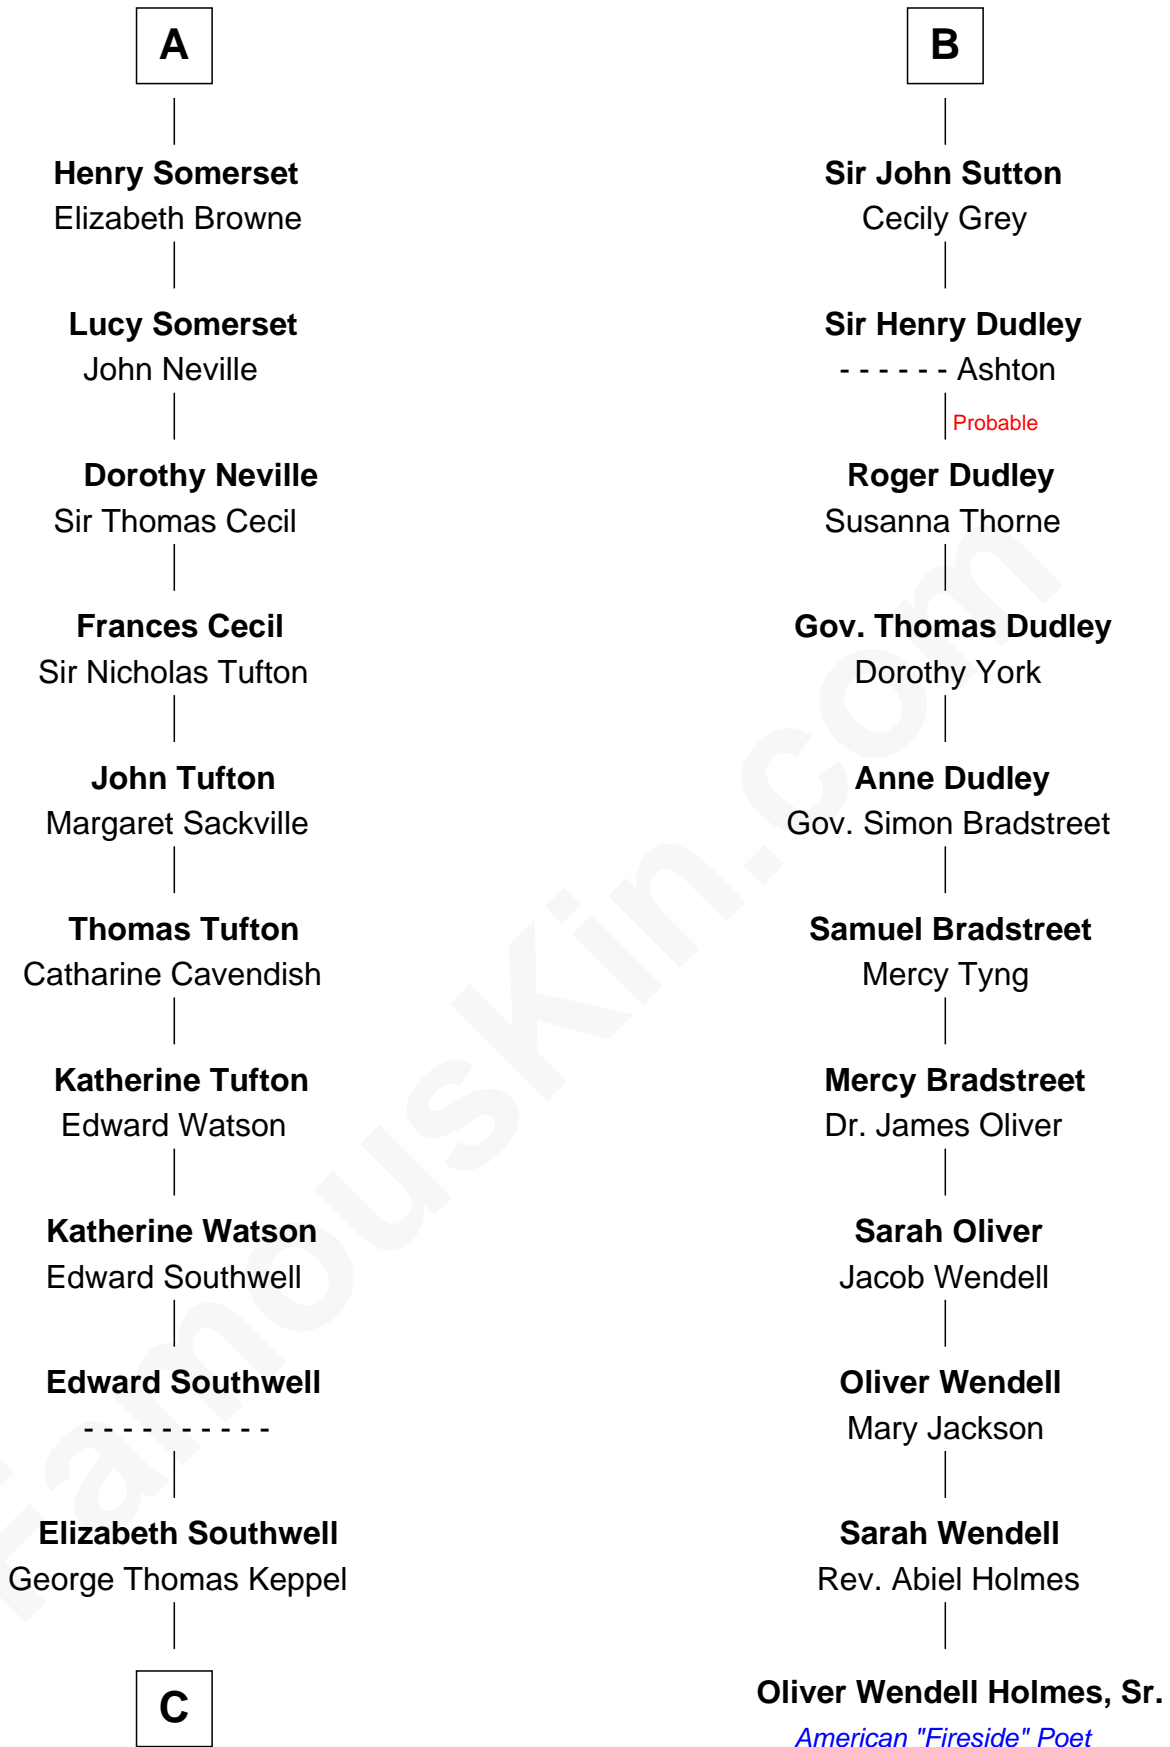 A
Henry Somerset
Elizabeth Browne
Lucy Somerset
John Neville
Dorothy Neville
Sir Thomas Cecil
Frances Cecil
Sir Nicholas Tufton
John Tufton
Margaret Sackville
Thomas Tufton
Catharine Cavendish
Katherine Tufton
Edward Watson
Katherine Watson
Edward Southwell
Edward Southwell
- - - - - - - - - -
Elizabeth Southwell
George Thomas Keppel
C
B
Sir John Sutton
Cecily Grey
Sir Henry Dudley
- - - - - - Ashton
Probable
Roger Dudley
Susanna Thorne
Gov. Thomas Dudley
Dorothy York
Anne Dudley
Gov. Simon Bradstreet
Samuel Bradstreet
Mercy Tyng
Mercy Bradstreet
Dr. James Oliver
Sarah Oliver
Jacob Wendell
Oliver Wendell
Mary Jackson
Sarah Wendell
Rev. Abiel Holmes
Oliver Wendell Holmes, Sr.
American "Fireside" Poet
FamousKin.com